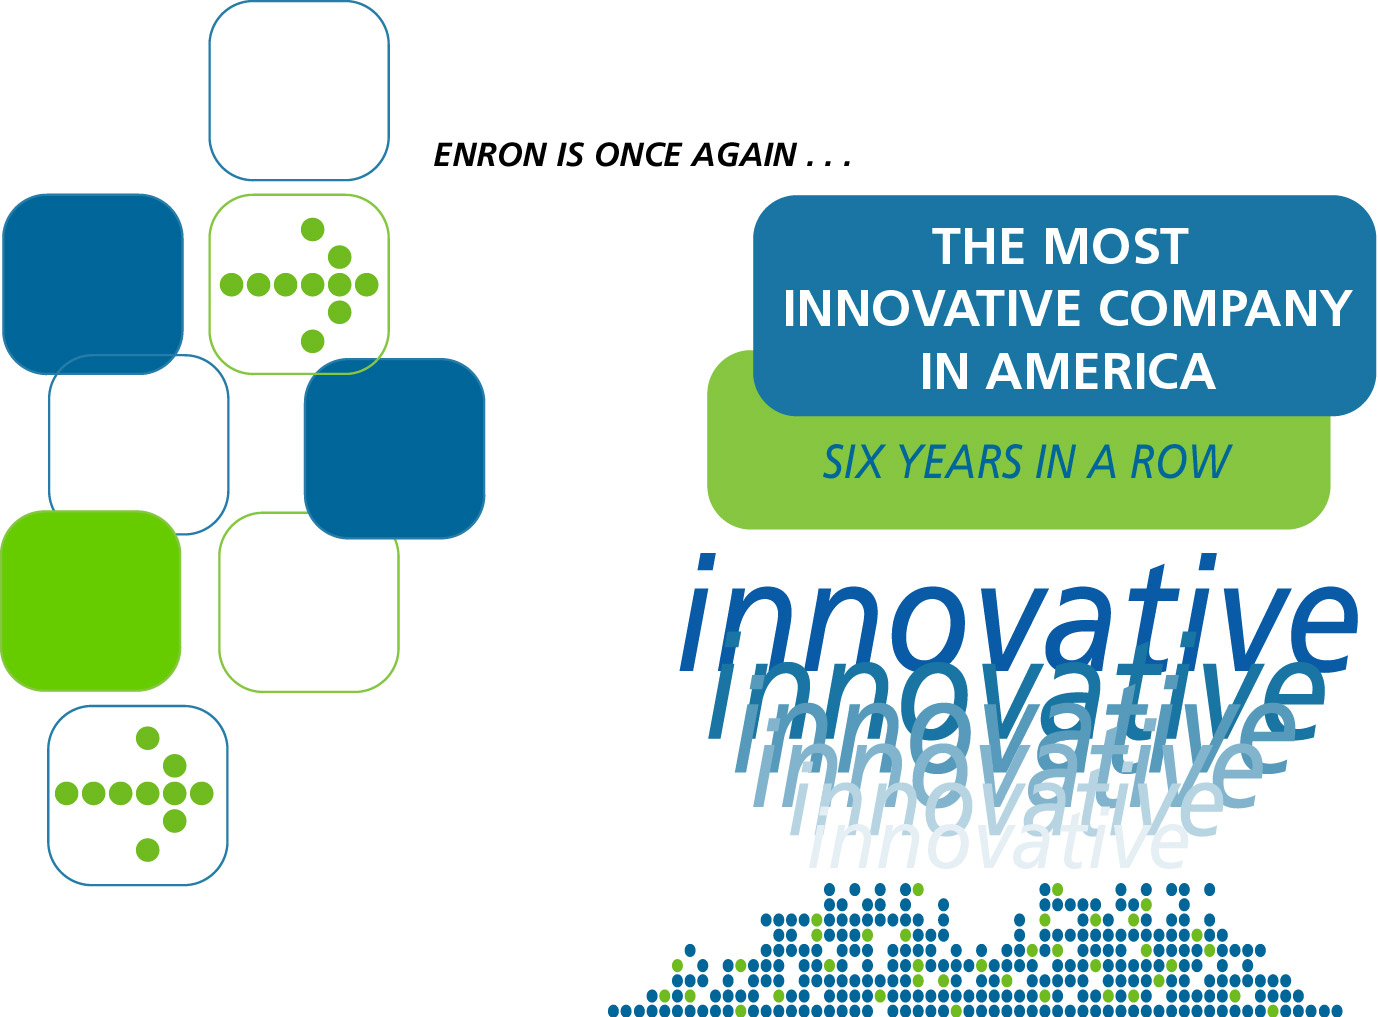 ENRON IS ONCE AGAIN . . .
THE MOST
INNOVATIVE COMPANY
IN AMERICA
SIX YEARS IN A ROW
innovative
innovative
innovative
innovative
innovative
innovative